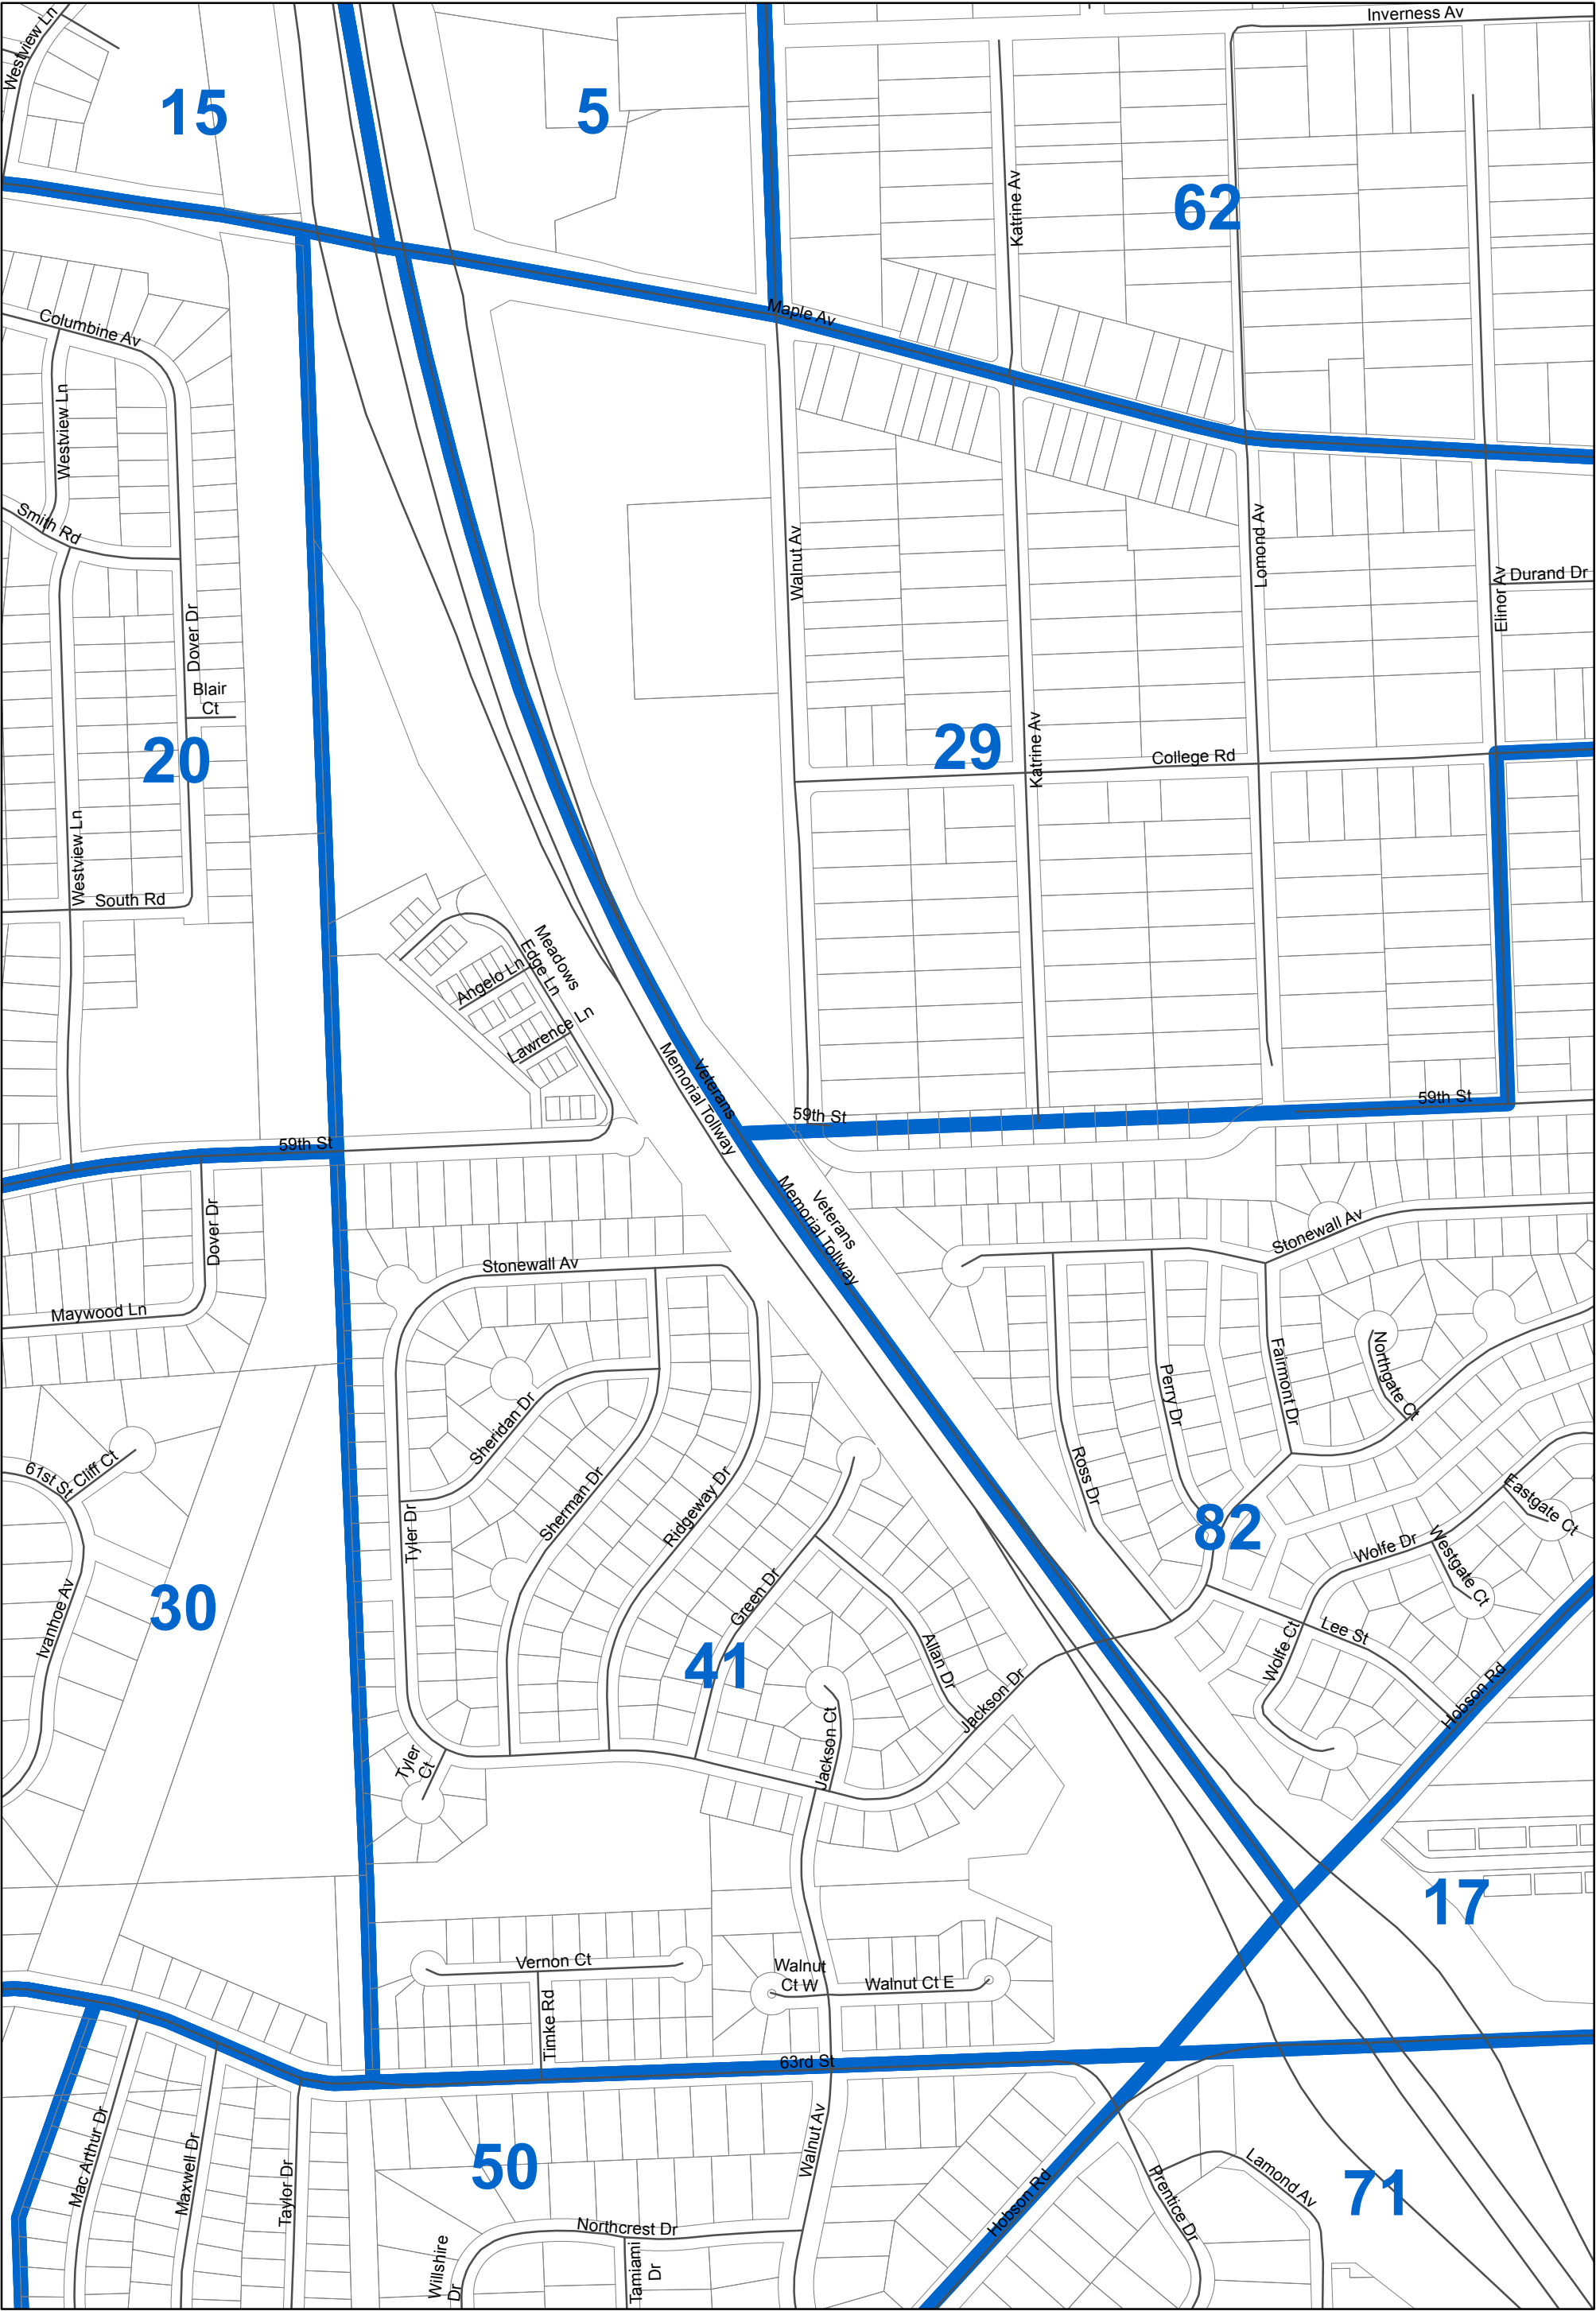 Westview Ln
15
5
Inverness Av
Katrine Av
62
Columbine Av
Maple Av
Westview Ln
Smith Rd
Walnut Av
Lomond Av
Elinor Av
Durand Dr
Dover Dr
Blair
Ct
20
29
Katrine Av
College Rd
Westview Ln
South Rd
Meadows
Edge Ln
Angelo Ln
Lawrence Ln
Veterans
Memorial Tollway
59th St
59th St
59th St
Dover Dr
Veterans
Memorial Tollway
Stonewall Av
Stonewall Av
Maywood Ln
Sheridan Dr
Perry Dr
Fairmont Dr
Northgate Ct
61st St
Cliff Ct
Tyler Dr
Sherman Dr
Ridgeway Dr
Ross Dr
82
Eastgate Ct
Wolfe Dr
Westgate Ct
30
Ivanhoe Av
Green Dr
41
Allan Dr
Jackson Dr
Wolfe Ct
Lee St
Hobson Rd
Tyler
Ct
Jackson Ct
17
Vernon Ct
Walnut
Ct W
Walnut Ct E
Timke Rd
63rd St
Mac Arthur Dr
Maxwell Dr
Taylor Dr
50
Walnut Av
Hobson Rd
Prentice Dr
Lamond Av
71
Willshire
Dr
Northcrest Dr
Tamiami
Dr